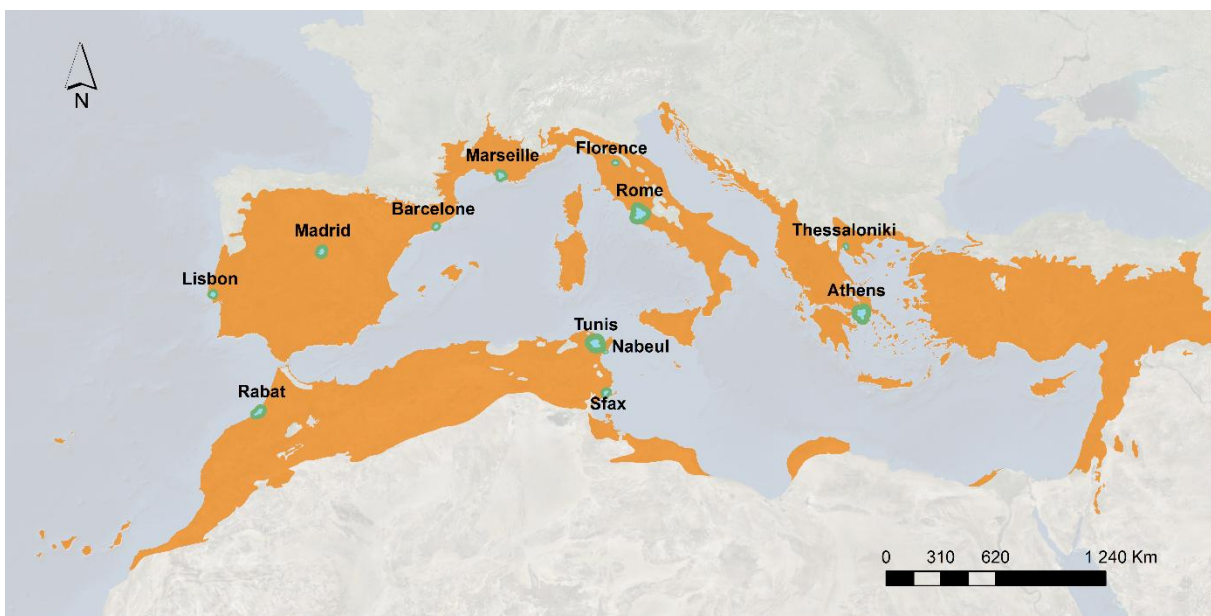 N
Florence
Marseille
Rome
Barcelone
Madrid
Thessaloniki
Lisbon
Athens
Tunis
Nabeul
Rabat
Sfax
0 310 620 1 240 Km